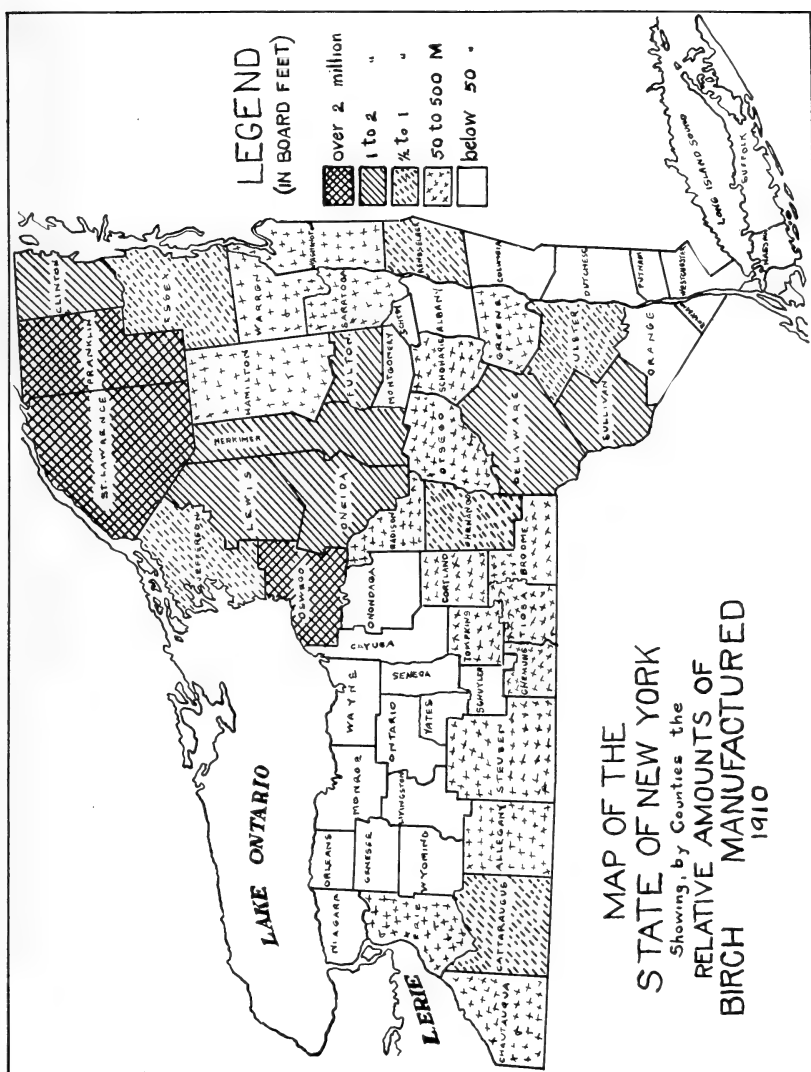 LEGEND
(IN BOARD FEET)
over 2 million
1 to 2 "
½ to 1 "
50 to 500 M
below 50 "
CLINTON
FRANKLIN
ST. LAWRENCE
ESSEX
JEFFERSON
LEWIS
HERKIMER
HAMILTON
WARREN
WASHINGTON
OSWEGO
ONEIDA
FULTON
SARATOGA
MONTGOMERY
LAKE ONTARIO
NIAGARA
ORLEANS
MONROE
WAYNE
CAYUGA
ONONDAGA
MADISON
OTSEGO
SCHOHARIE
ALBANY
RENSSELAER
GENESEE
ERIE
WYOMING
LIVINGSTON
ONTARIO
YATES
SENECA
CORTLAND
CHENANGO
DELAWARE
GREENE
COLUMBIA
L. ERIE
CHAUTAUQUA
CATTARAUGUS
ALLEGANY
STEUBEN
SCHUYLER
TOMPKINS
CHEMUNG
TIOGA
BROOME
ULSTER
SULLIVAN
ORANGE
DUTCHESS
PUTNAM
WESTCHESTER
LONG ISLAND SOUND
SUFFOLK
MAP OF THE
STATE OF NEW YORK
Showing, by Counties the
RELATIVE AMOUNTS OF
BIRCH MANUFACTURED
1910